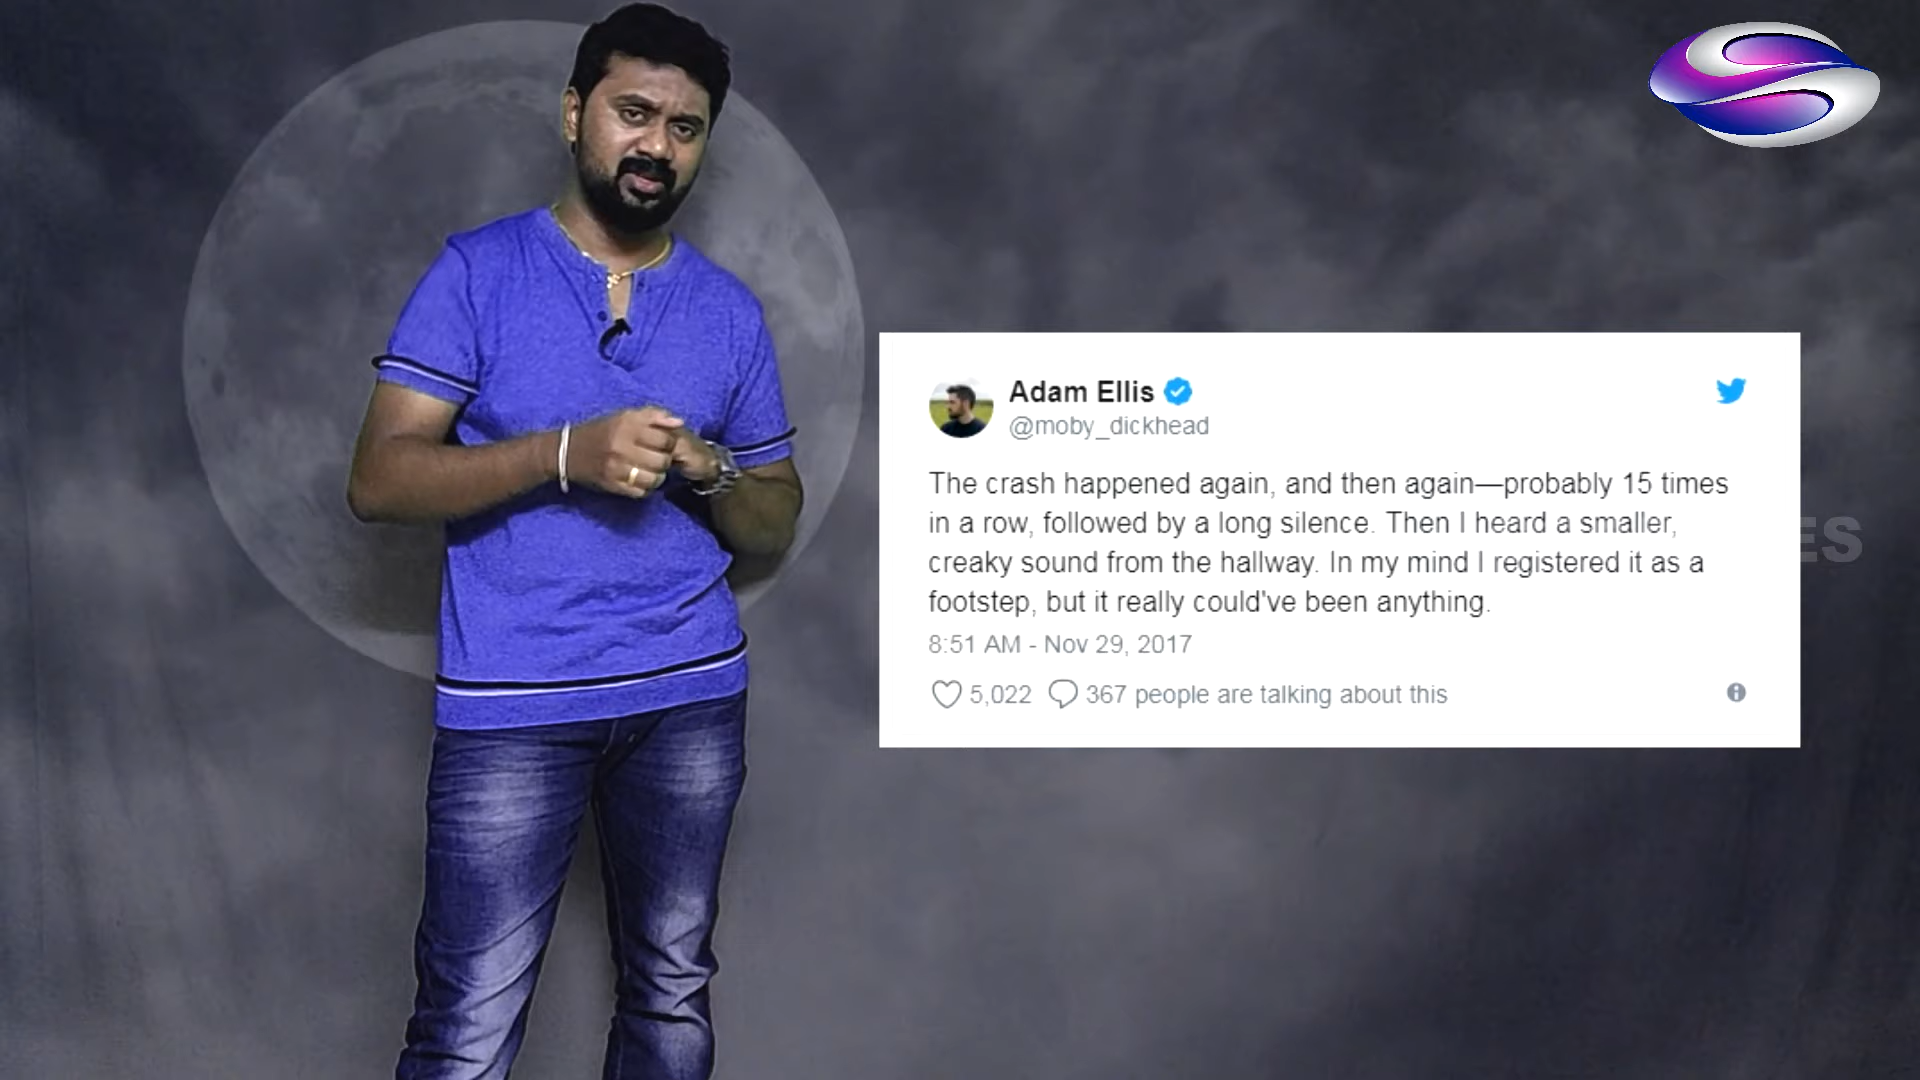 Adam Ellis
@moby_dickhead
The crash happened again, and then again—probably 15 times
in a row, followed by a long silence. Then I heard a smaller,
creaky sound from the hallway. In my mind I registered it as a
footstep, but it really could've been anything.
8:51 AM - Nov 29, 2017
5,022 367 people are talking about this
ES